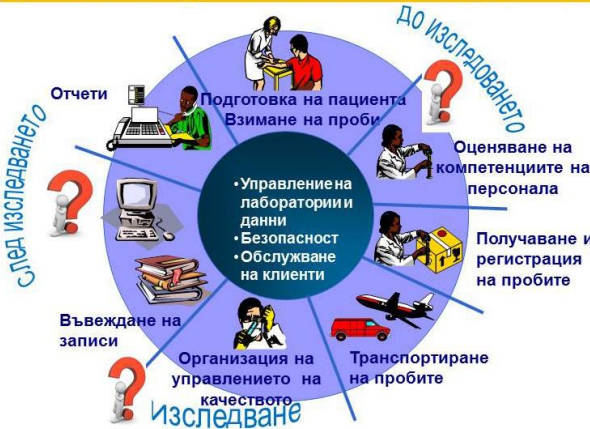 ДО ИЗСЛЕДОВАНЕТО
Отчети
Подготовка на пациента
Взимане на проби
Оценяване на
компетенциите на
персонала
СЛЕД ИЗСЛЕДВАНЕТО
•Управление на
лаборатории и
данни
•Безопасност
•Обслужване
на клиенти
Получаване и
регистрация
на пробите
Въвеждане на
записи
Организация на
управлението на
качеството
Транспортиране
на пробите
Изследване